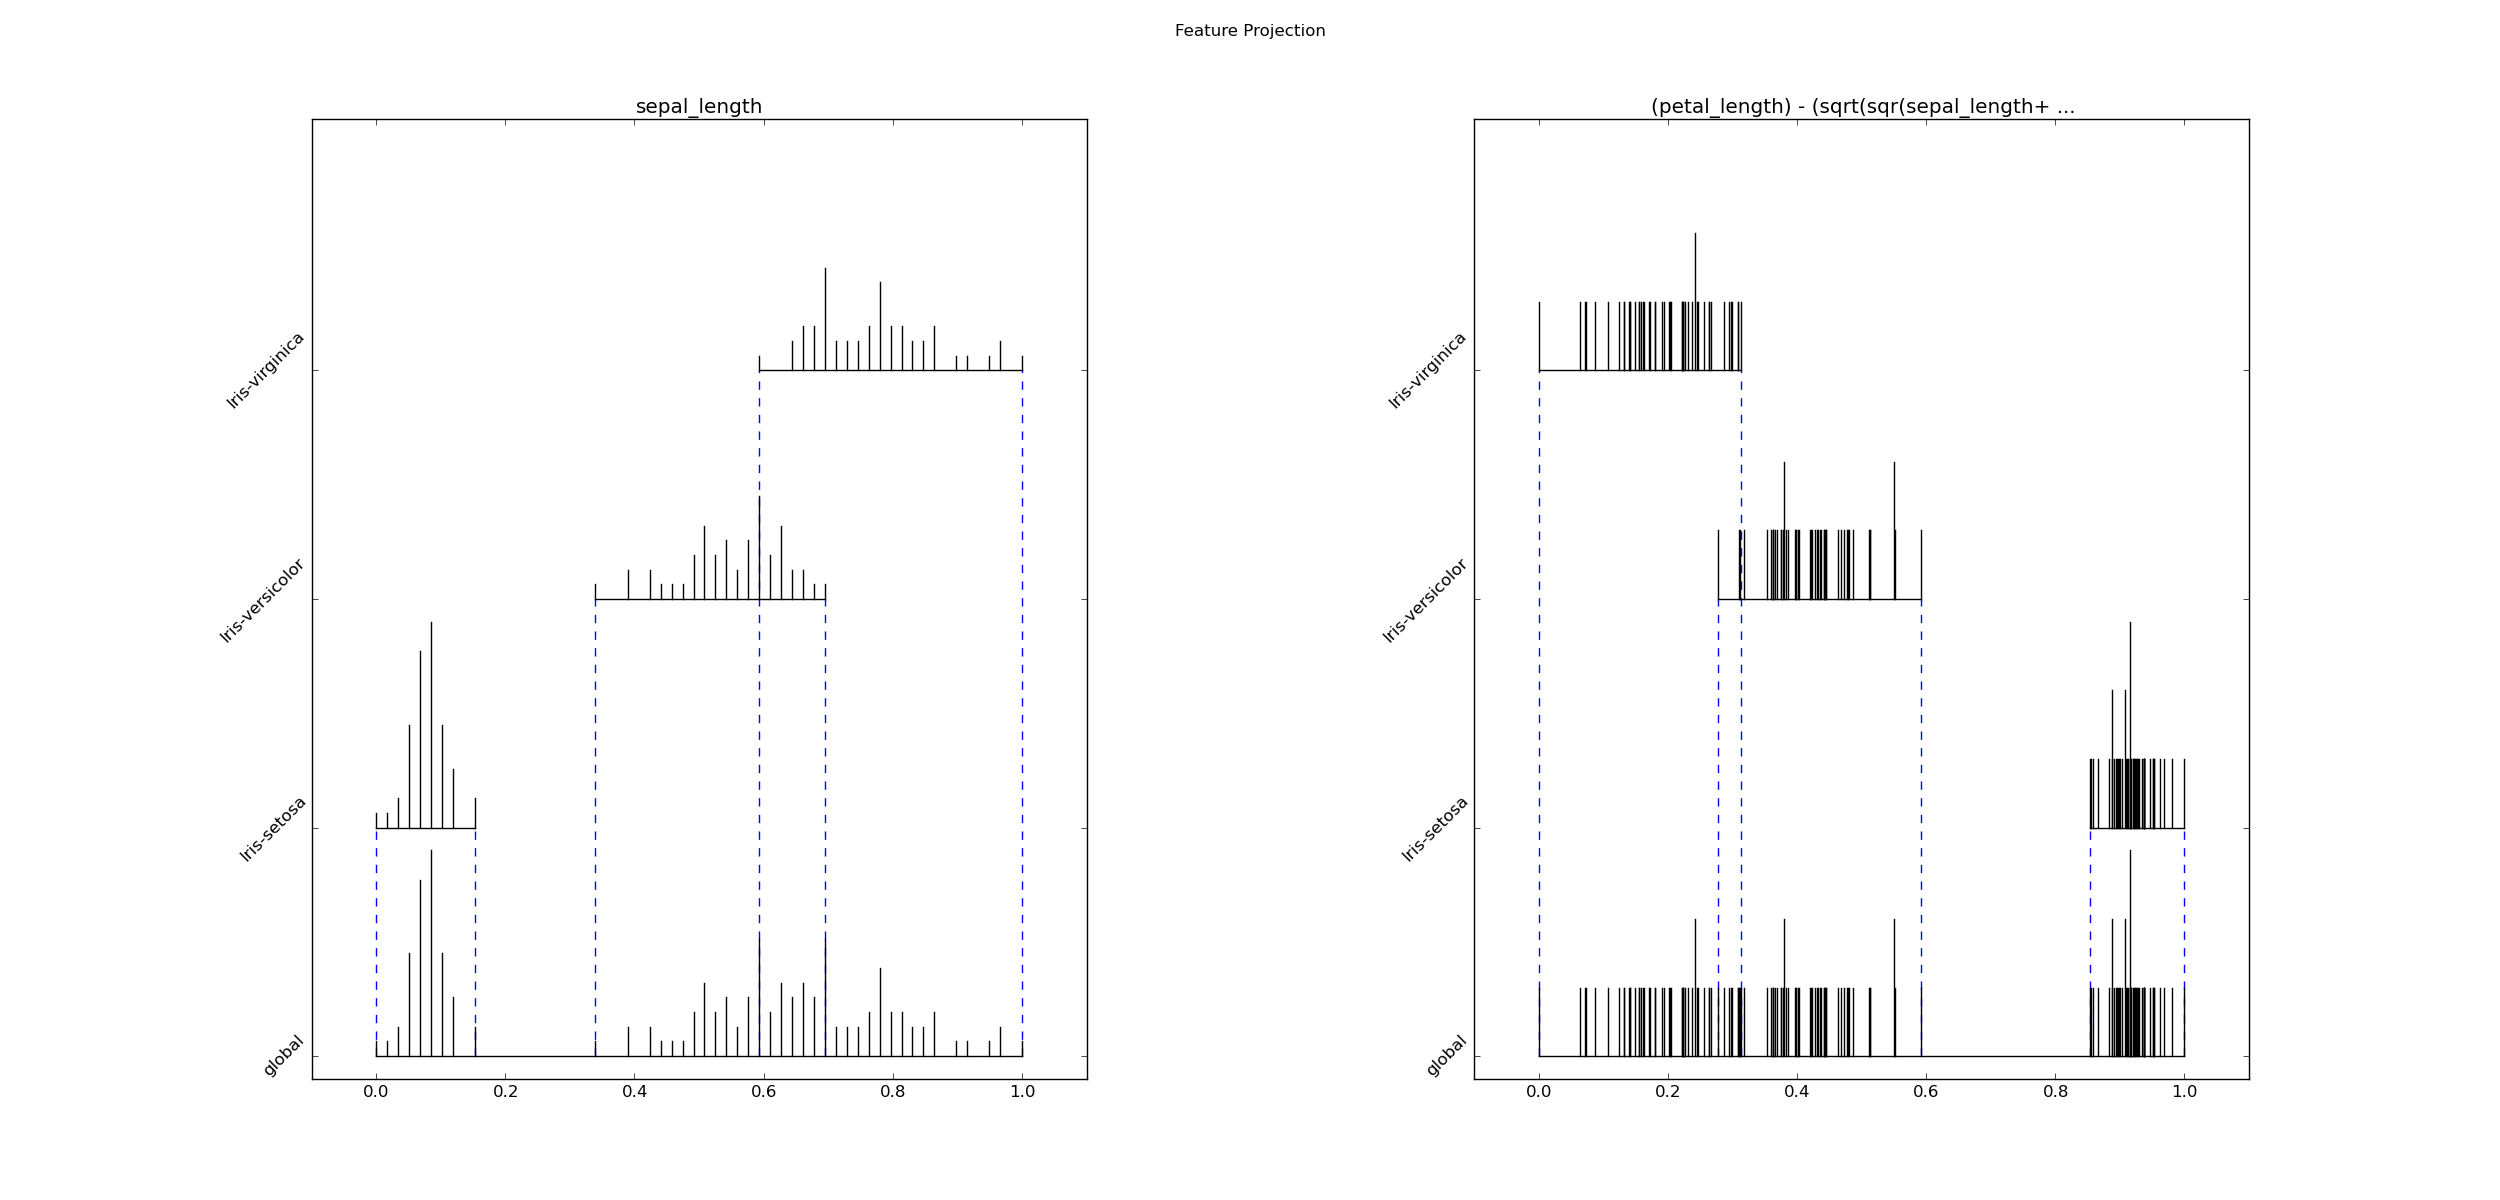 Feature Projection
sepal_length
Iris-virginica
Iris-versicolor
Iris-setosa
global
0.0 0.2 0.4 0.6 0.8 1.0
(petal_length) - (sqrt(sqr(sepal_length+ ...
Iris-virginica
Iris-versicolor
Iris-setosa
global
0.0 0.2 0.4 0.6 0.8 1.0